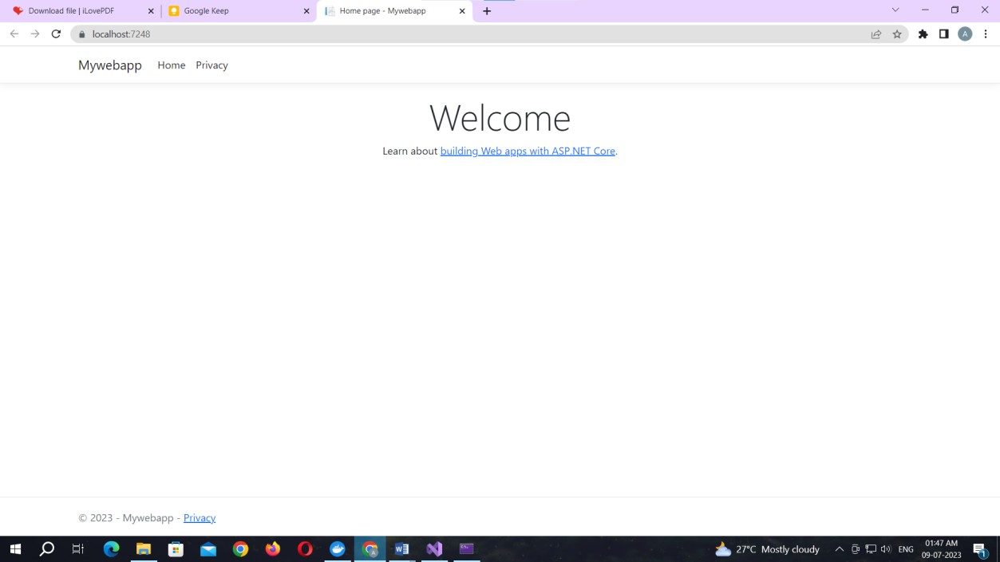 Download file | iLovePDF
Google Keep
Home page - Mywebapp
localhost:7248
A
Mywebapp Home Privacy
Welcome
Learn about building Web apps with ASP.NET Core.
© 2023 - Mywebapp - Privacy
27°C Mostly cloudy
ENG
01:47 AM
09-07-2023
1